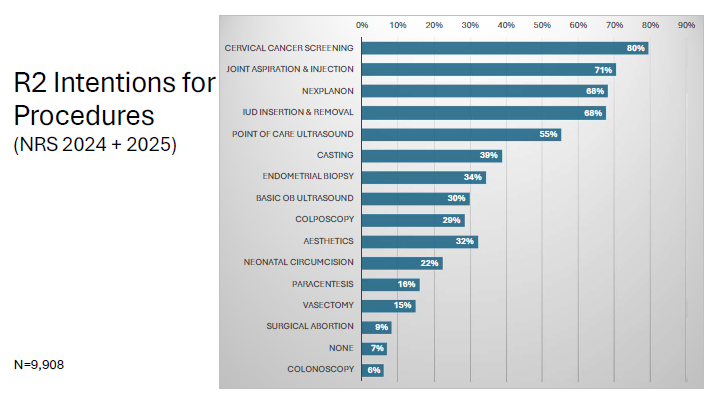 R2 Intentions for
Procedures
(NRS 2024 + 2025)
0% 10% 20% 30% 40% 50% 60% 70% 80% 90%
CERVICAL CANCER SCREENING 80%
JOINT ASPIRATION & INJECTION 71%
NEXPLANON 68%
IUD INSERTION & REMOVAL 68%
POINT OF CARE ULTRASOUND 55%
CASTING 39%
ENDOMETRIAL BIOPSY 34%
BASIC OB ULTRASOUND 30%
COLPOSCOPY 29%
AESTHETICS 32%
NEONATAL CIRCUMCISION 22%
PARACENTESIS 16%
VASECTOMY 15%
SURGICAL ABORTION 9%
NONE 7%
COLONOSCOPY 6%
N=9,908